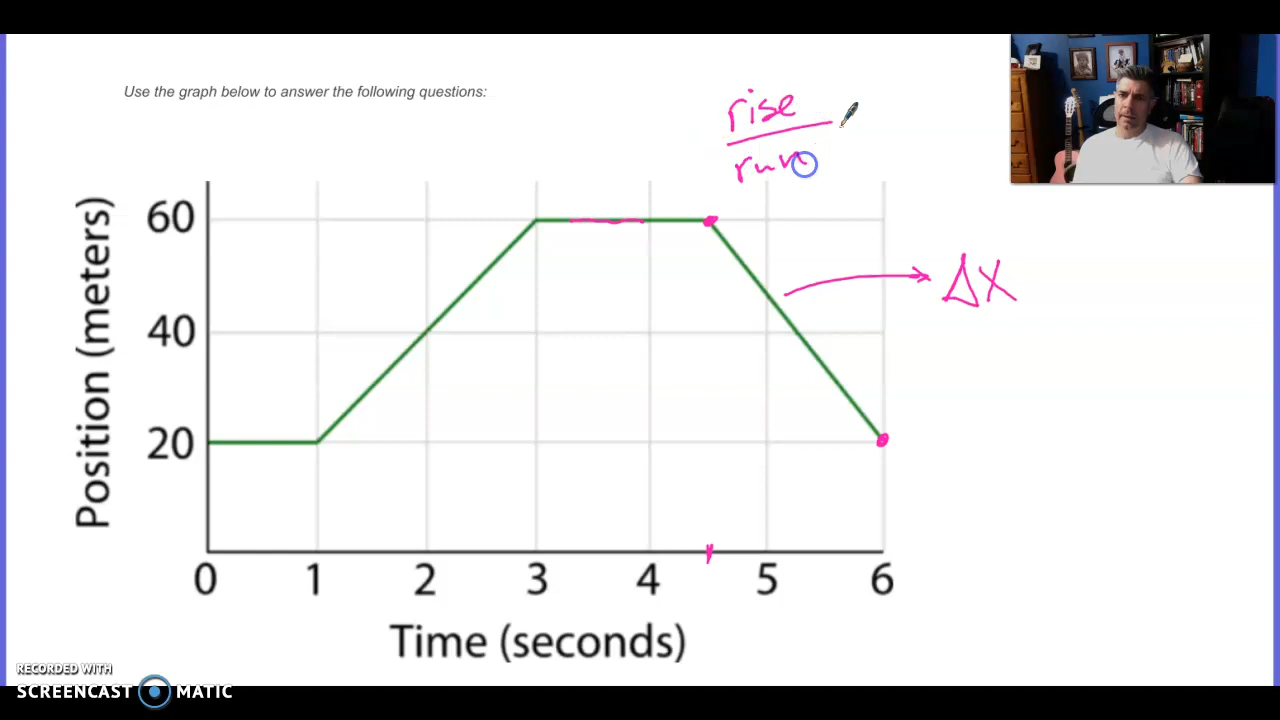 Use the graph below to answer the following questions:
rise
run
Position (meters)
60
40
20
ΔX
0 1 2 3 4 5 6
Time (seconds)
RECORDED WITH
SCREENCAST MATIC